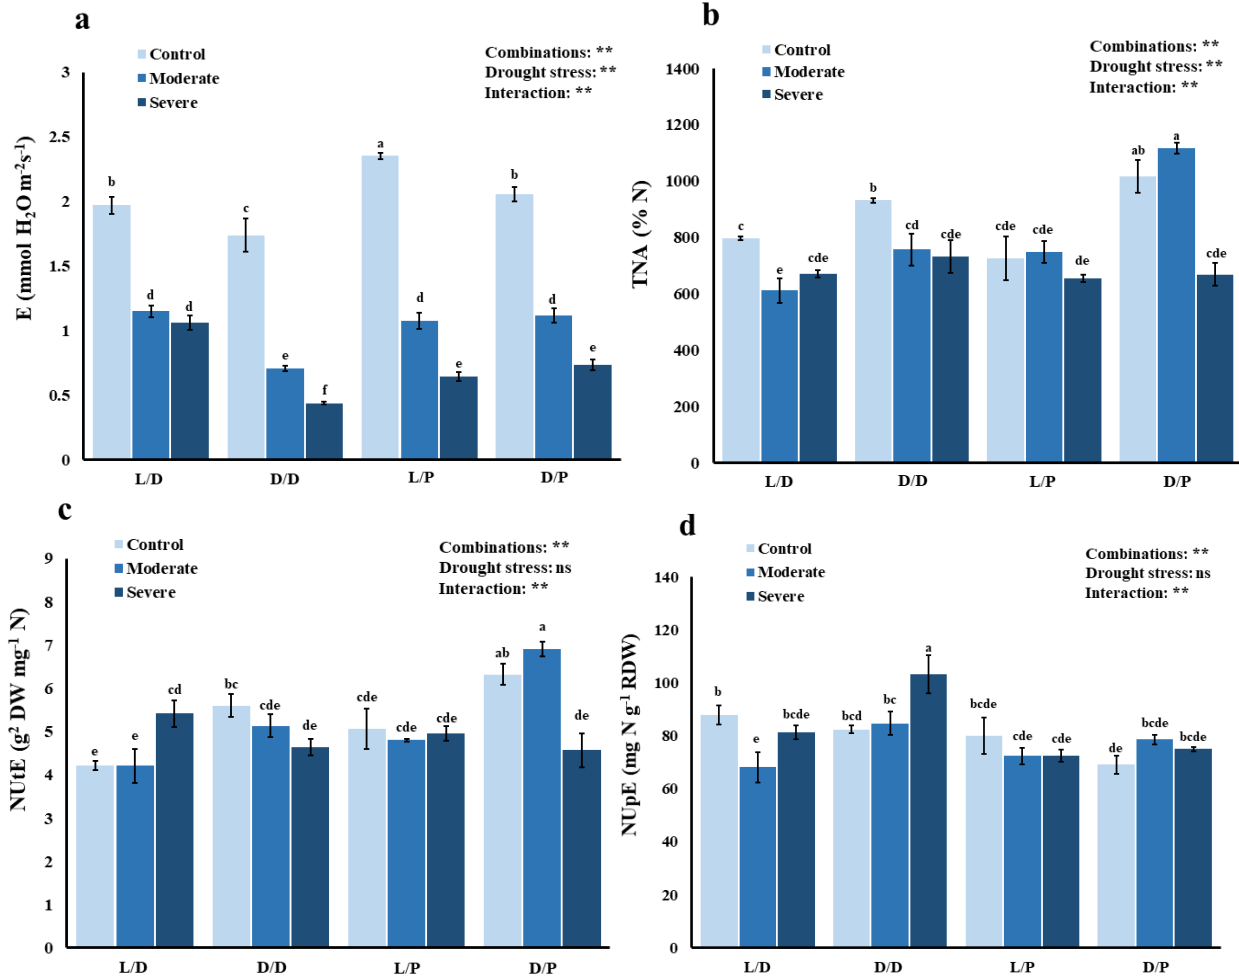 a
Control
Moderate
Severe
Combinations: **
Drought stress: **
Interaction: **
E (mmol H₂O m⁻²s⁻¹)
3
2.5
2
1.5
1
0.5
0
b
d
d
c
e
f
a
d
e
b
d
e
L/D
D/D
L/P
D/P
b
Control
Moderate
Severe
Combinations: **
Drought stress: **
Interaction: **
TNA (% N)
1400
1200
1000
800
600
400
200
0
c
e
cde
b
cd
cde
cde
cde
de
ab
a
cde
L/D
D/D
L/P
D/P
c
Control
Moderate
Severe
Combinations: **
Drought stress: ns
Interaction: **
NUtE (g² DW mg⁻¹ N)
9
8
7
6
5
4
3
2
1
0
e
e
cd
bc
cde
de
cde
cde
cde
ab
a
de
L/D
D/D
L/P
D/P
d
Control
Moderate
Severe
Combinations: **
Drought stress: ns
Interaction: **
NUpE (mg N g⁻¹ RDW)
140
120
100
80
60
40
20
0
b
e
bcde
bcd
bc
a
bcde
cde
cde
de
bcde
bcde
L/D
D/D
L/P
D/P